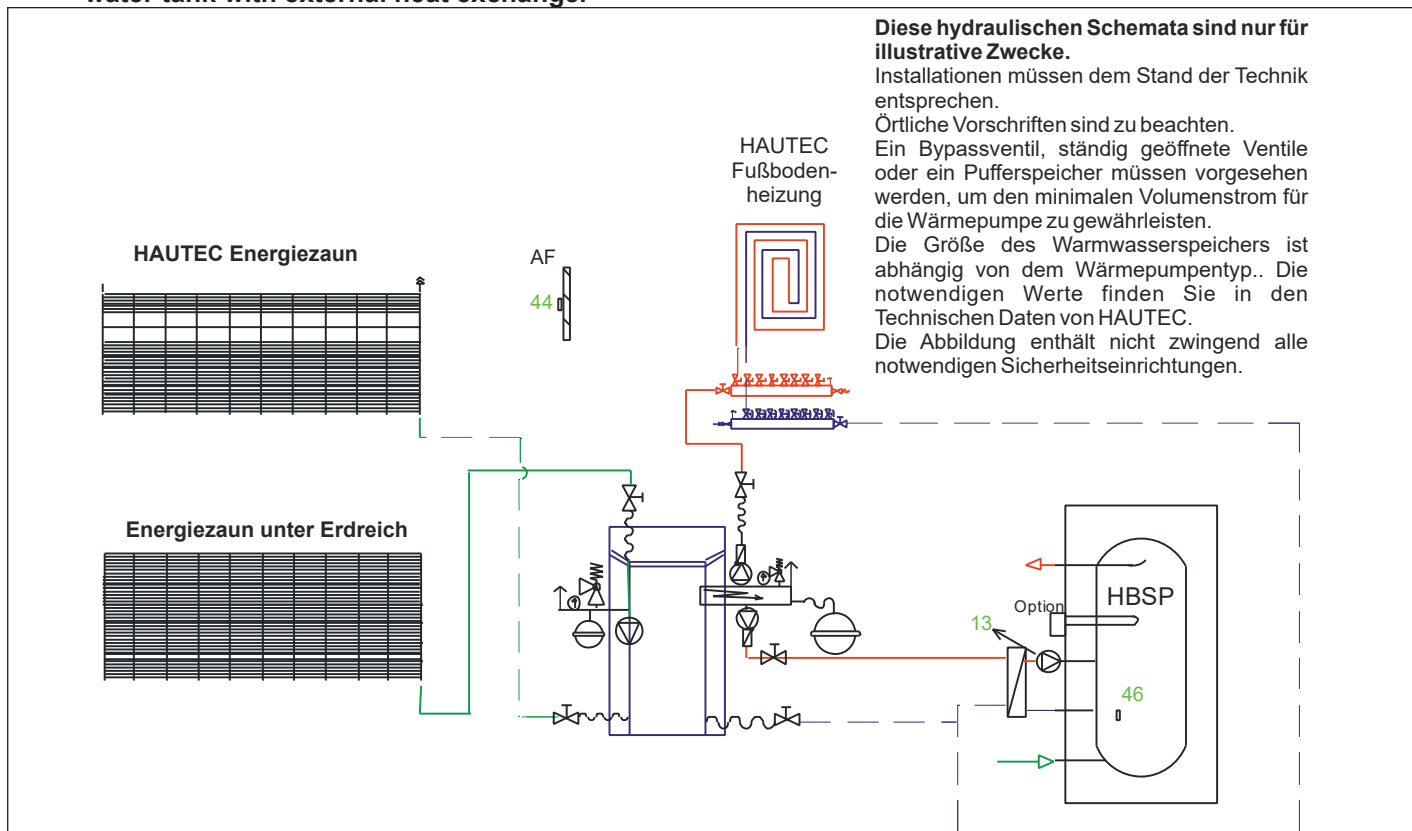 water tank with external heat exchanger
Diese hydraulischen Schemata sind nur für
illustrative Zwecke.
Installationen müssen dem Stand der Technik
entsprechen.
Örtliche Vorschriften sind zu beachten.
Ein Bypassventil, ständig geöffnete Ventile
oder ein Pufferspeicher müssen vorgesehen
werden, um den minimalen Volumenstrom für
die Wärmepumpe zu gewährleisten.
Die Größe des Warmwasserspeichers ist
abhängig von dem Wärmepumpentyp.. Die
notwendigen Werte finden Sie in den
Technischen Daten von HAUTEC.
Die Abbildung enthält nicht zwingend alle
notwendigen Sicherheitseinrichtungen.
HAUTEC
Fußboden-
heizung
HAUTEC Energiezaun
AF
44
Energiezaun unter Erdreich
HBSP
Option
13
46